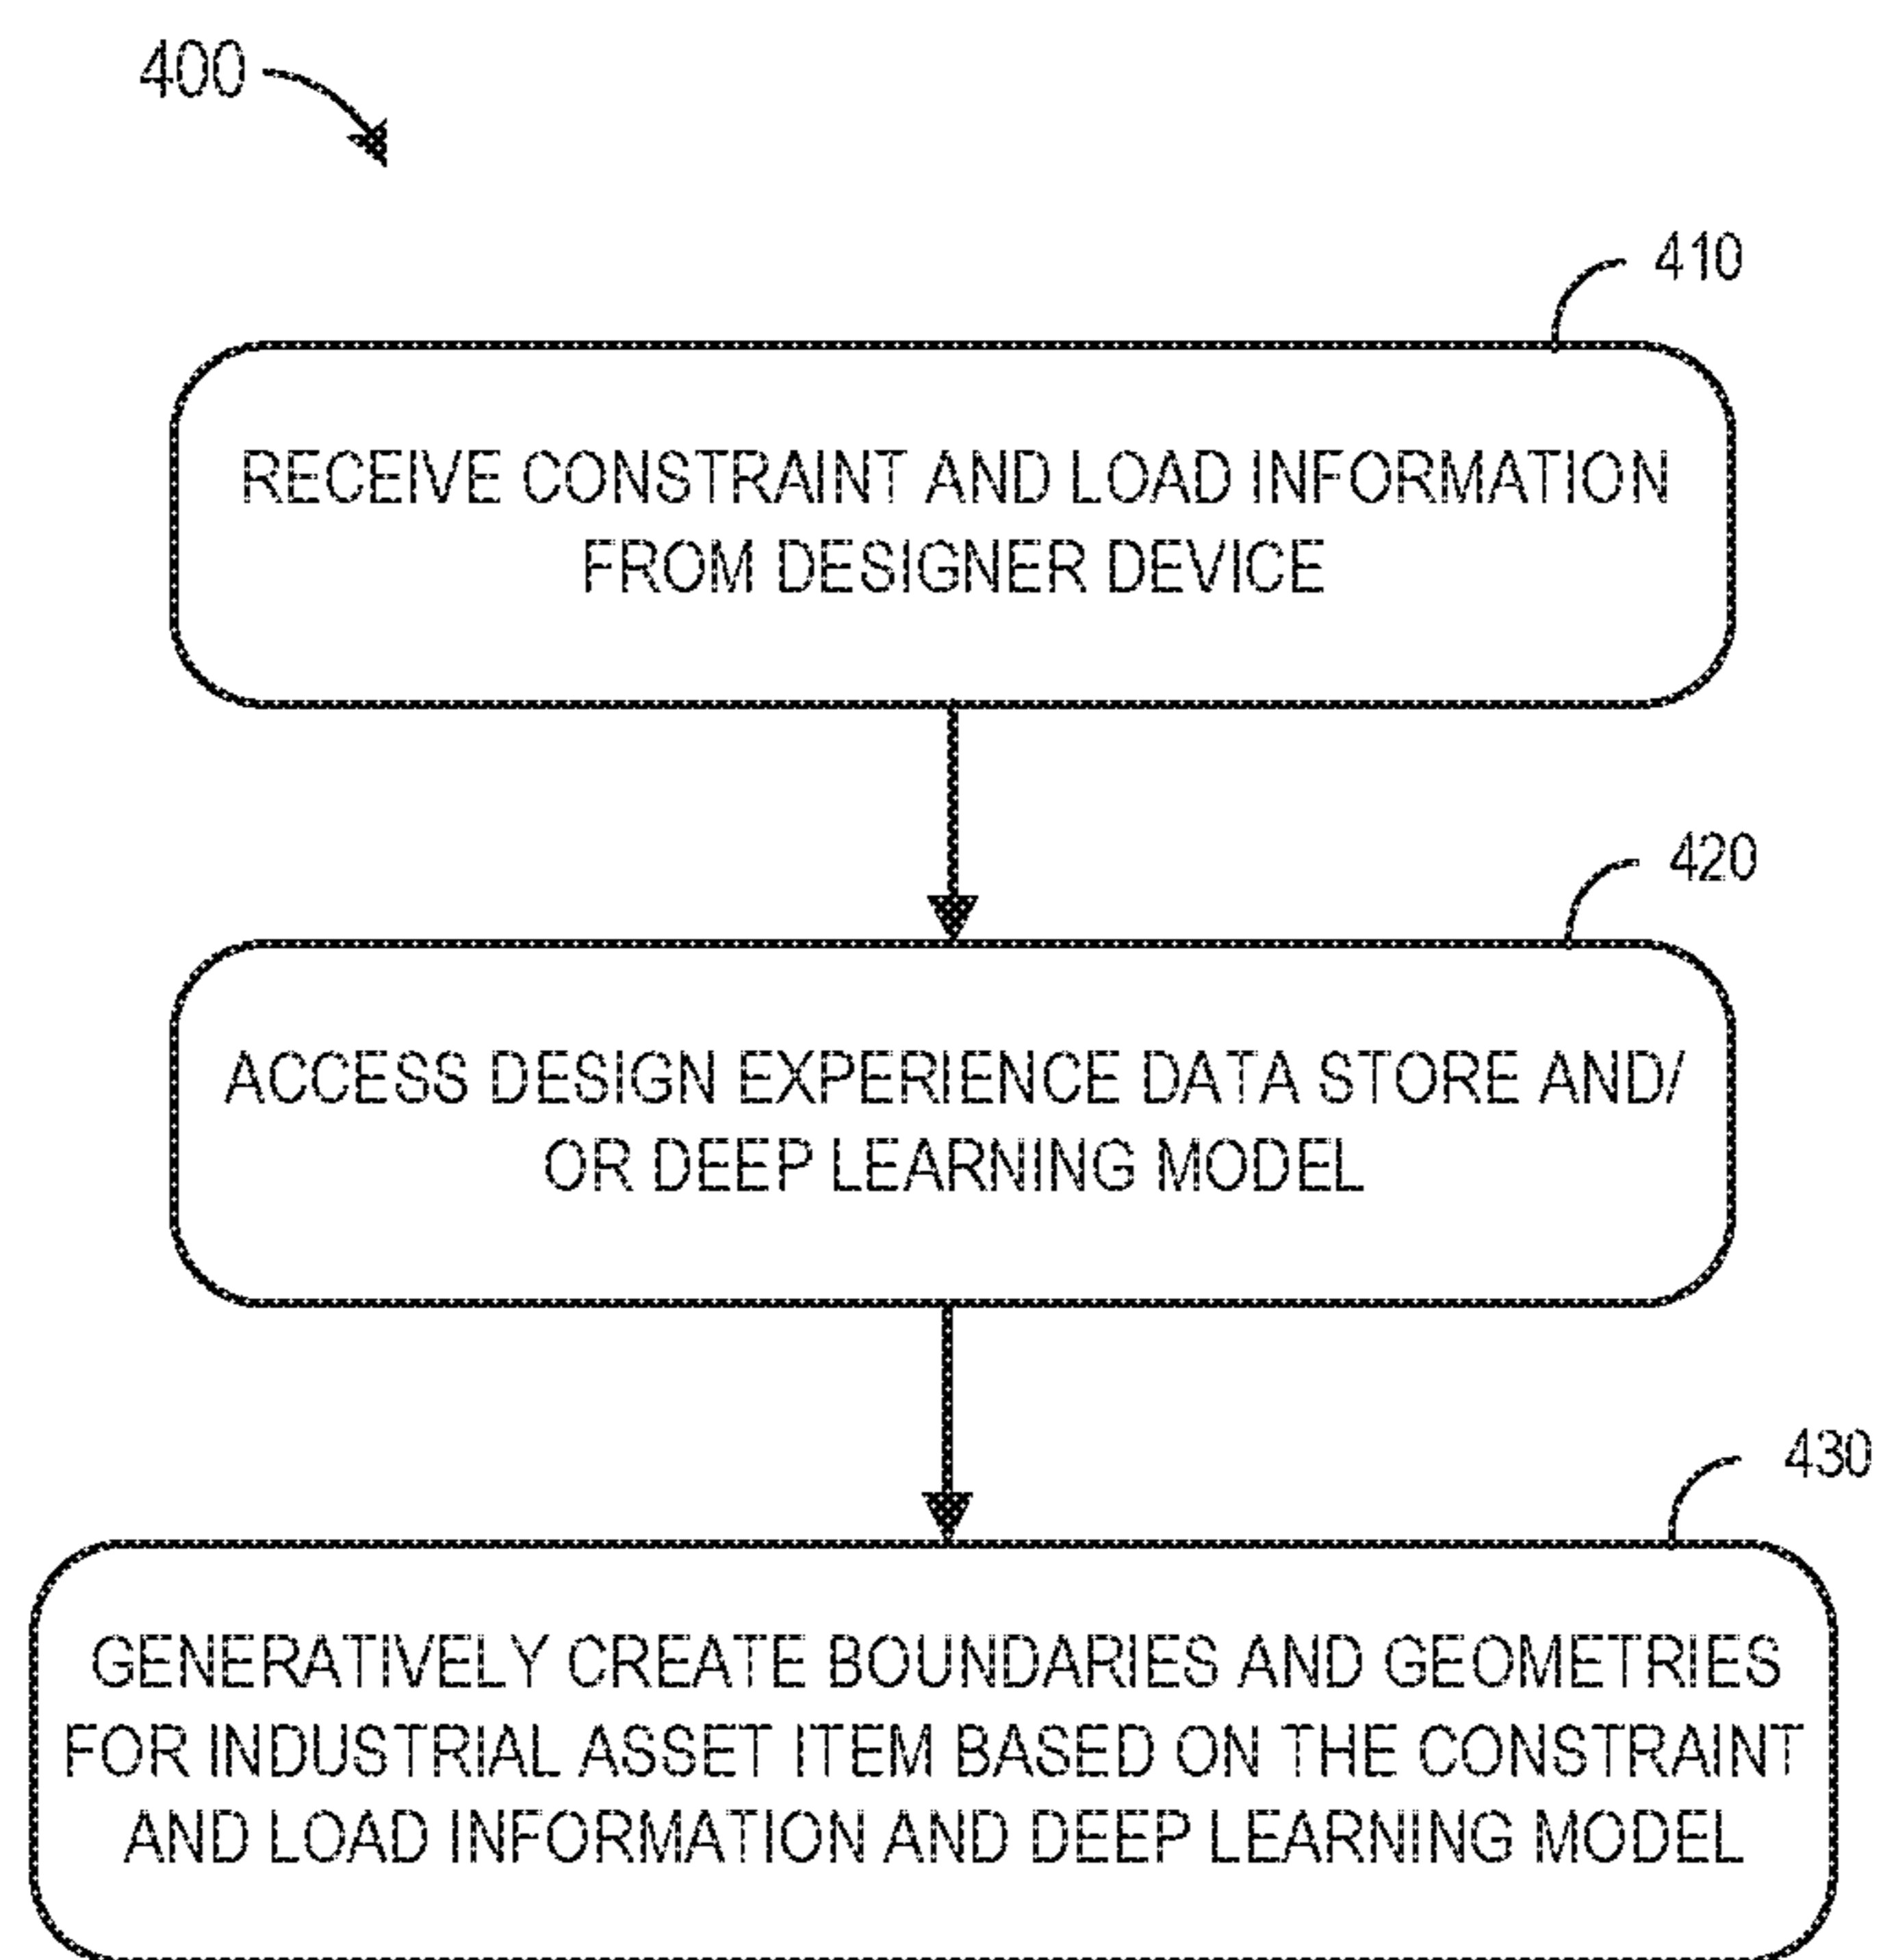 400
410
RECEIVE CONSTRAINT AND LOAD INFORMATION
FROM DESIGNER DEVICE
420
ACCESS DESIGN EXPERIENCE DATA STORE AND/
OR DEEP LEARNING MODEL
430
GENERATIVELY CREATE BOUNDARIES AND GEOMETRIES
FOR INDUSTRIAL ASSET ITEM BASED ON THE CONSTRAINT
AND LOAD INFORMATION AND DEEP LEARNING MODEL